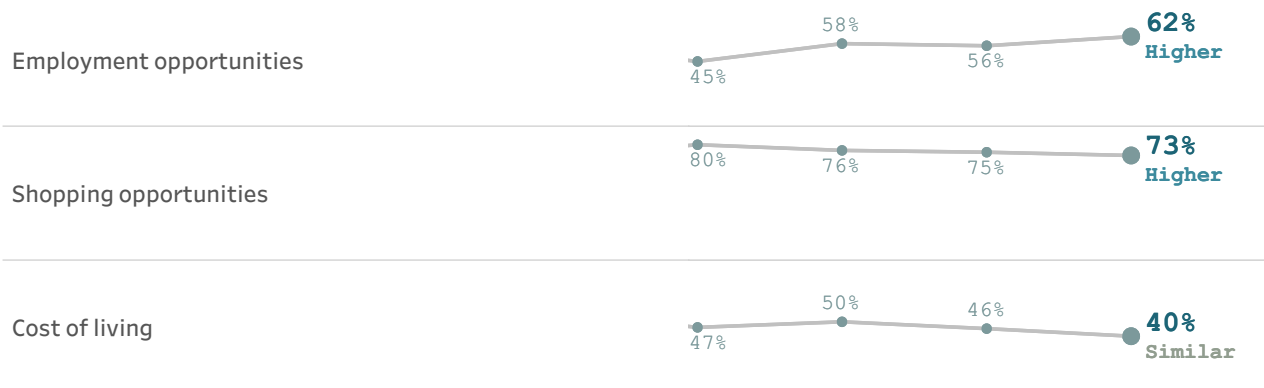 Employment opportunities
45%
58%
56%
62%
Higher
Shopping opportunities
80%
76%
75%
73%
Higher
Cost of living
47%
50%
46%
40%
Similar